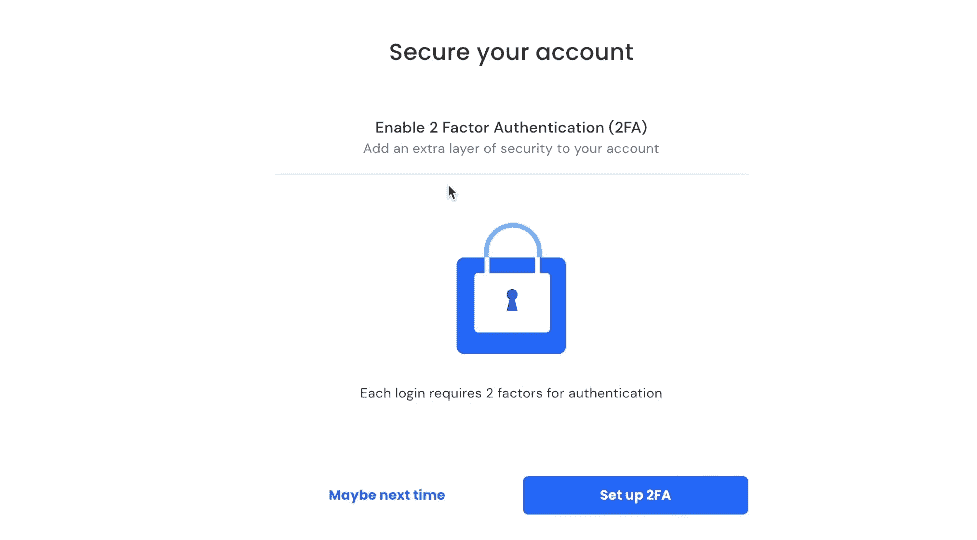 Secure your account
Enable 2 Factor Authentication (2FA)
Add an extra layer of security to your account
Each login requires 2 factors for authentication
Maybe next time
Set up 2FA